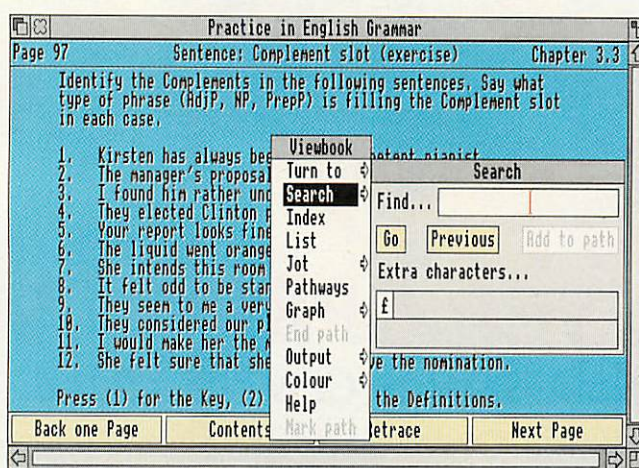 Practice in English Grammar
Page 97 Sentence: Complement slot (exercise) Chapter 3.3
Identify the Complements in the following sentences. Say what
type of phrase (AdjP, NP, PrepP) is filling the Complement slot
in each case.
1. Kirsten has always pianist
2. The manager's proposal
3. I found him rather
4. They elected Clinton
5. Your report looks fine
6. The liquid went orange
7. She intends this room
8. It felt odd to be
9. They seem to me a very
10. They considered our
11. I would make her the
12. She felt sure that she the nomination.
Press (1) for the Key, (2) the Definitions.
Back one Page Contents Retrace Next Page
Viewbook
Turn to
Search
Index
List
Jot
Pathways
Graph
End path
Output
Colour
Help
Mark path
Search
Find...
Go Previous Add to path
Extra characters...
£